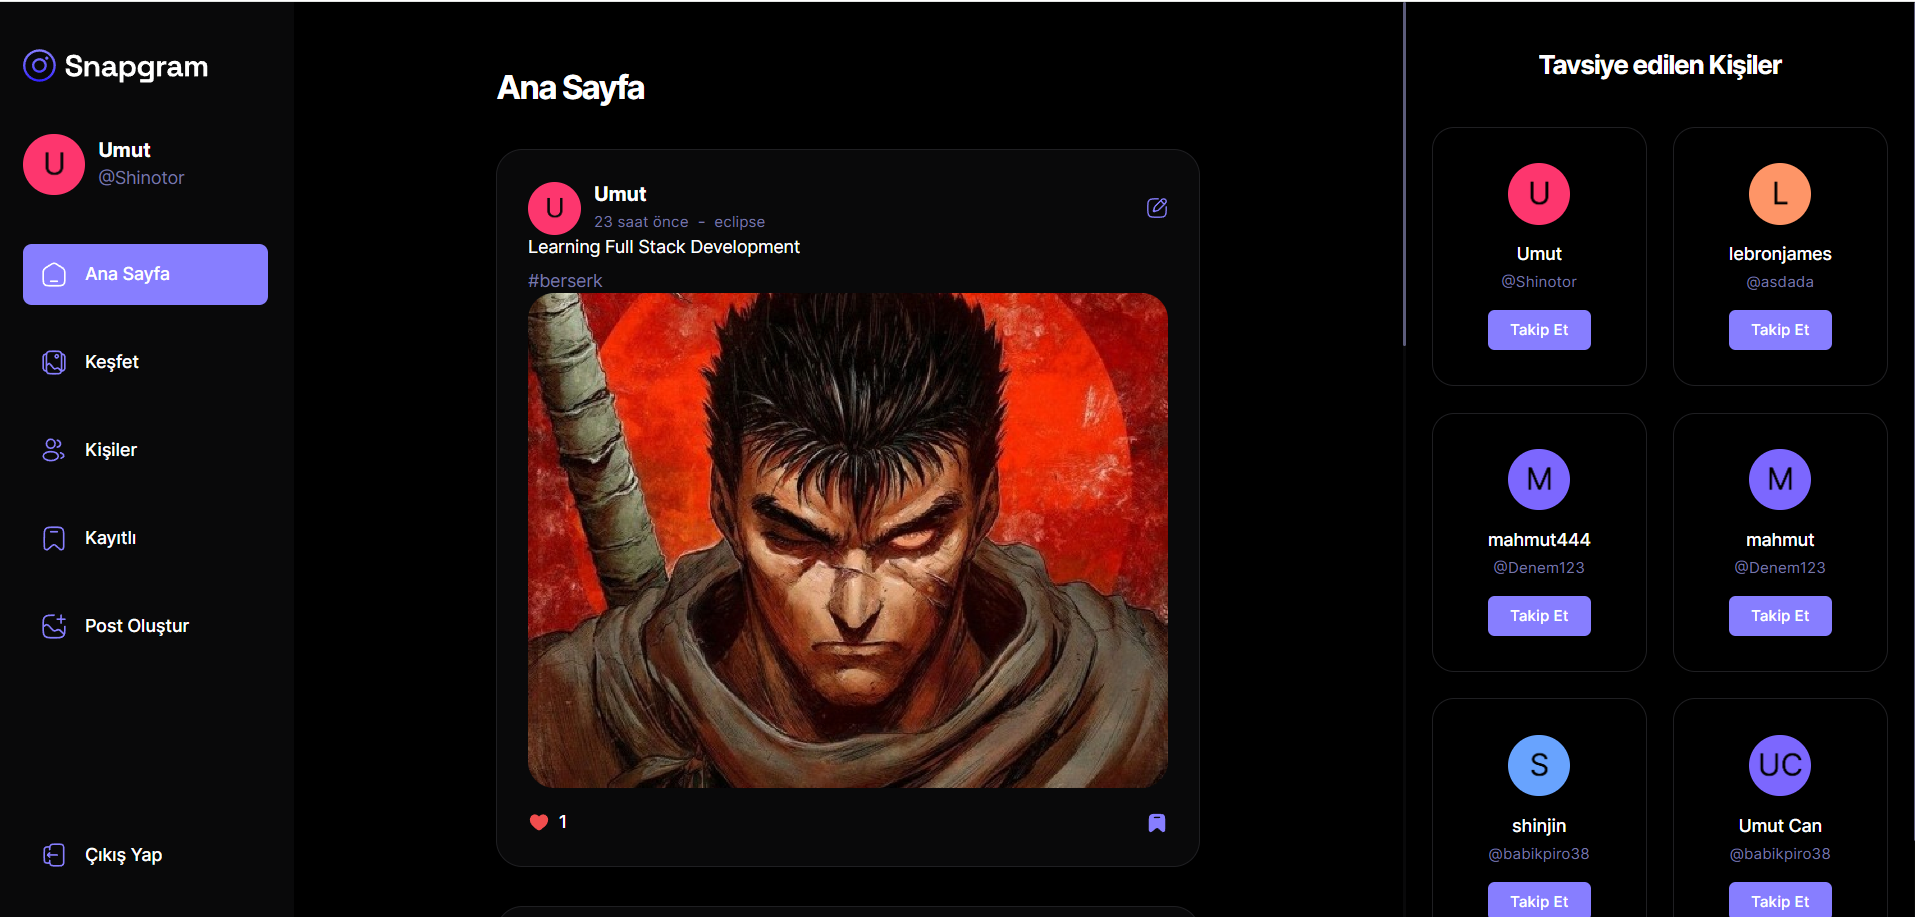 Snapgram
U
Umut
@Shinotor
Ana Sayfa
Keşfet
Kişiler
Kayıtlı
Post Oluştur
Çıkış Yap
Ana Sayfa
U
Umut
23 saat önce - eclipse
Learning Full Stack Development
#berserk
1
Tavsiye edilen Kişiler
U
Umut
@Shinotor
Takip Et
L
lebronjames
@asdada
Takip Et
M
mahmut444
@Denem123
Takip Et
M
mahmut
@Denem123
Takip Et
S
shinjin
@babikpiro38
Takip Et
UC
Umut Can
@babikpiro38
Takip Et